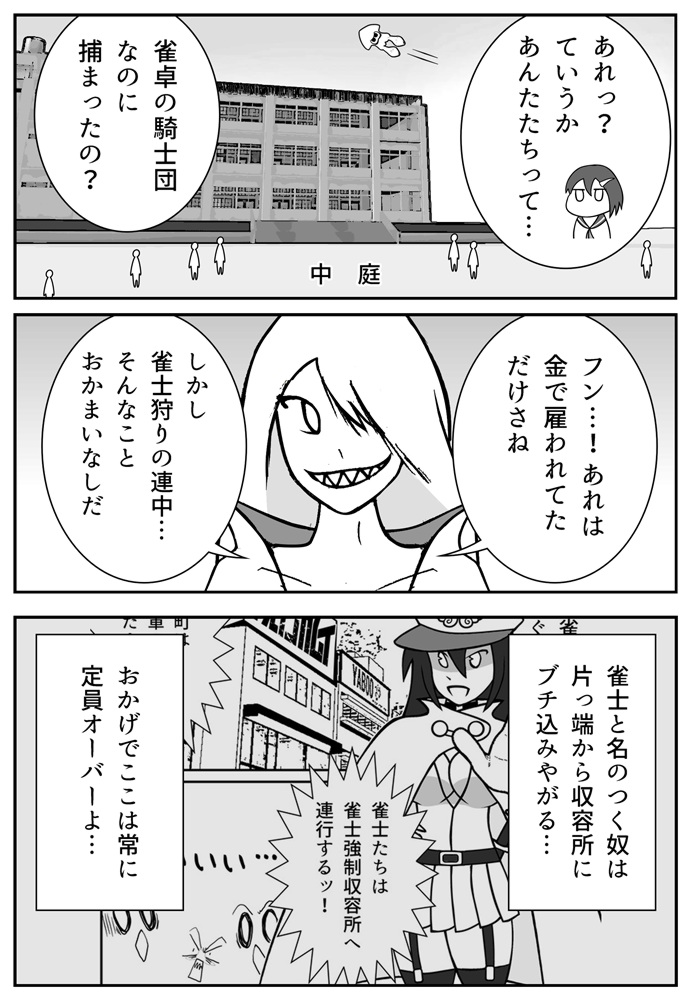 あれっ？
ていうか
あんたたちって…
雀卓の騎士団
なのに
捕まったの？
中庭
フン…！あれは
金で雇われてた
だけさね
しかし
雀士狩りの連中…
そんなこと
おかまいなしだ
雀士と名のつく奴は
片っ端から収容所に
ブチ込みやがる…
雀士たちは
雀士強制収容所へ
連行するッ！
YABOO
おかげでここは常に
定員オーバーよ…